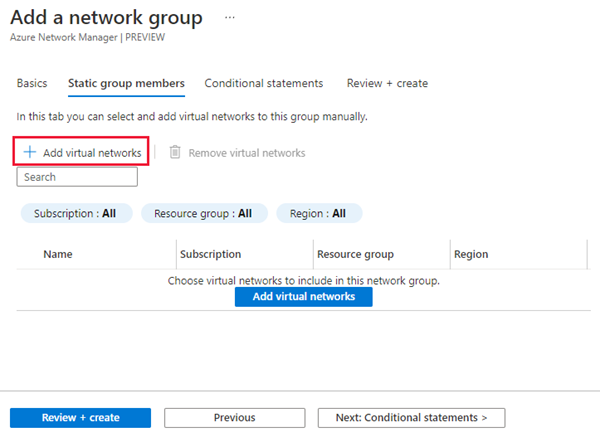 Add a network group ...
Azure Network Manager | PREVIEW
Basics Static group members Conditional statements Review + create
In this tab you can select and add virtual networks to this group manually.
+ Add virtual networks | Remove virtual networks
Search
Subscription : All Resource group : All Region : All
Name Subscription Resource group Region
Choose virtual networks to include in this network group.
Add virtual networks
Review + create Previous Next: Conditional statements >